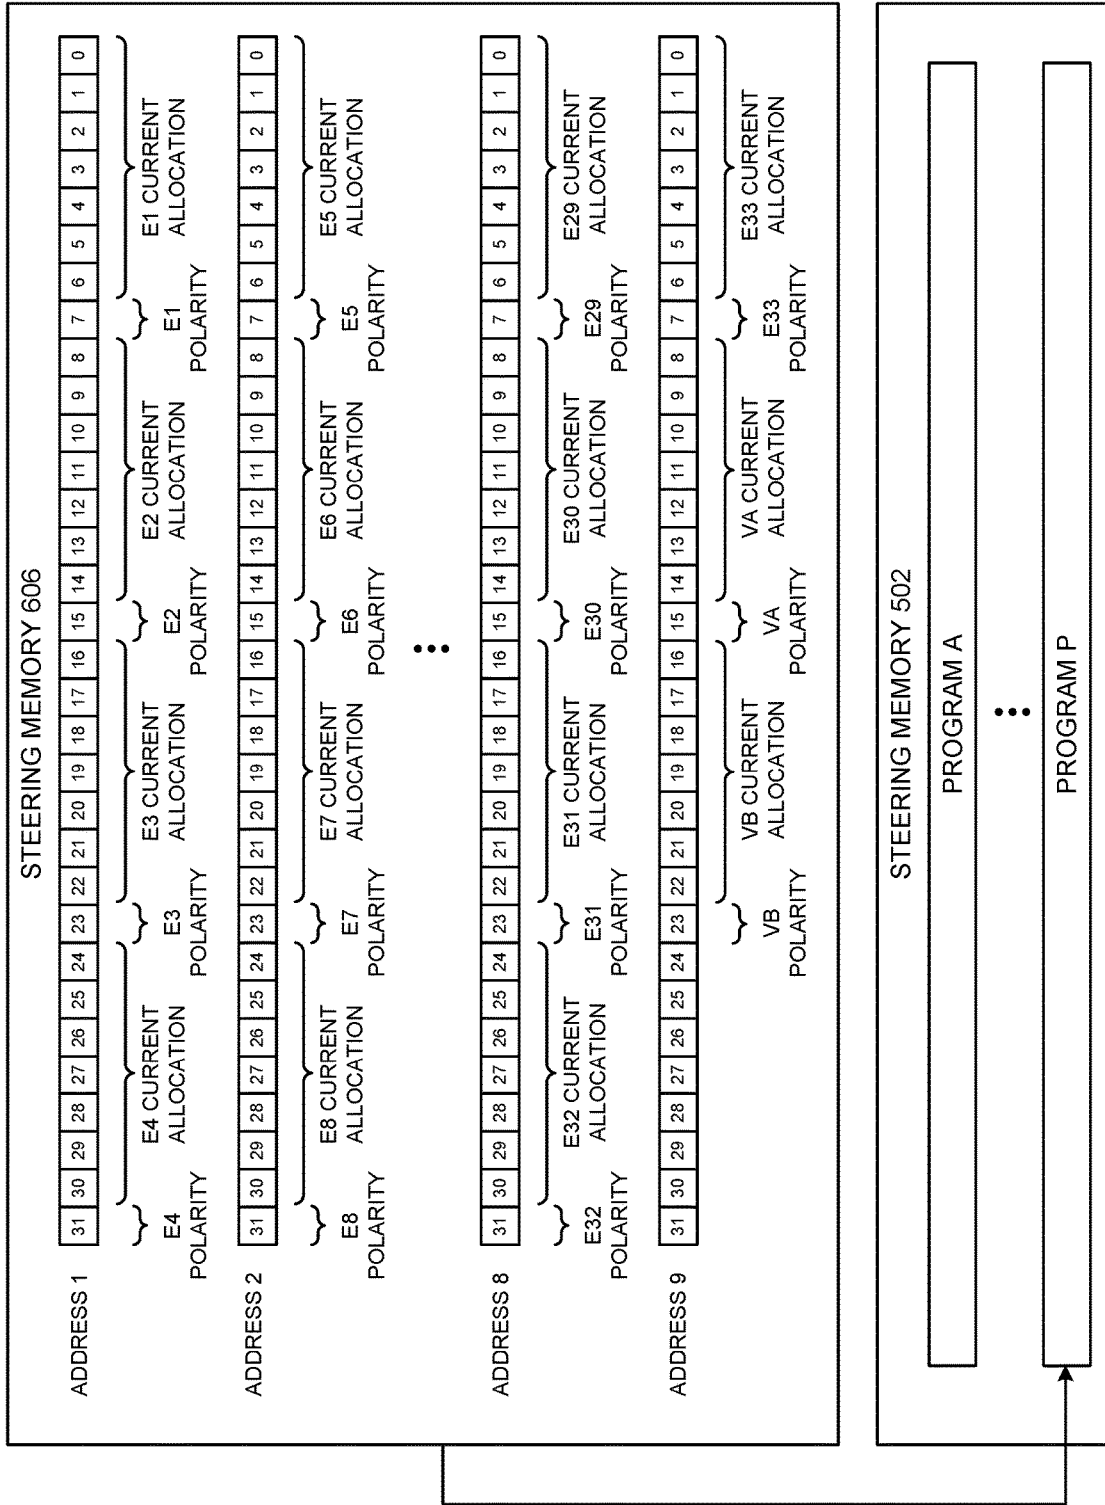 STEERING MEMORY 606
ADDRESS 1
31 30 29 28 27 26 25 24 23 22 21 20 19 18 17 16 15 14 13 12 11 10 9 8 7 6 5 4 3 2 1 0
E4
POLARITY
E4 CURRENT
ALLOCATION
E3
POLARITY
E3 CURRENT
ALLOCATION
E2
POLARITY
E2 CURRENT
ALLOCATION
E1
POLARITY
E1 CURRENT
ALLOCATION
ADDRESS 2
31 30 29 28 27 26 25 24 23 22 21 20 19 18 17 16 15 14 13 12 11 10 9 8 7 6 5 4 3 2 1 0
E8
POLARITY
E8 CURRENT
ALLOCATION
E7
POLARITY
E7 CURRENT
ALLOCATION
E6
POLARITY
E6 CURRENT
ALLOCATION
E5
POLARITY
E5 CURRENT
ALLOCATION
ADDRESS 8
31 30 29 28 27 26 25 24 23 22 21 20 19 18 17 16 15 14 13 12 11 10 9 8 7 6 5 4 3 2 1 0
E32
POLARITY
E32 CURRENT
ALLOCATION
E31
POLARITY
E31 CURRENT
ALLOCATION
E30
POLARITY
E30 CURRENT
ALLOCATION
E29
POLARITY
E29 CURRENT
ALLOCATION
ADDRESS 9
31 30 29 28 27 26 25 24 23 22 21 20 19 18 17 16 15 14 13 12 11 10 9 8 7 6 5 4 3 2 1 0
VB
POLARITY
VB CURRENT
ALLOCATION
VA
POLARITY
VA CURRENT
ALLOCATION
E33
POLARITY
E33 CURRENT
ALLOCATION
STEERING MEMORY 502
PROGRAM A
PROGRAM P